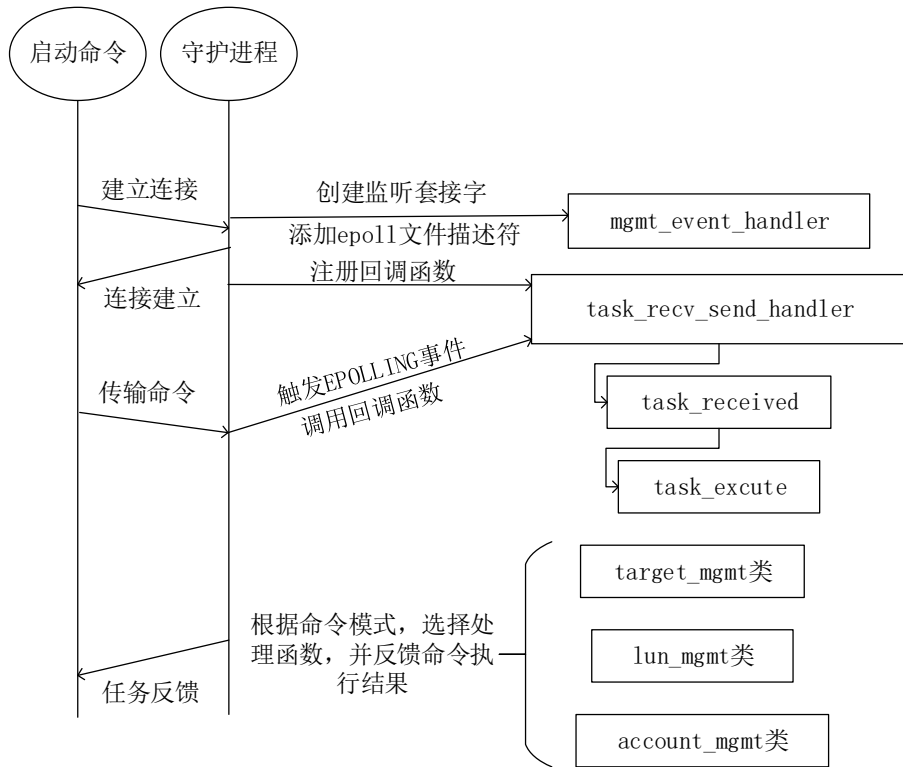 启动命令
守护进程
建立连接
创建监听套接字
mgmt_event_handler
添加epoll文件描述符
注册回调函数
连接建立
task_recv_send_handler
触发EPOLLING事件
传输命令
调用回调函数
task_received
task_excute
target_mgmt类
根据命令模式，选择处
理函数，并反馈命令执
行结果
lun_mgmt类
任务反馈
account_mgmt类